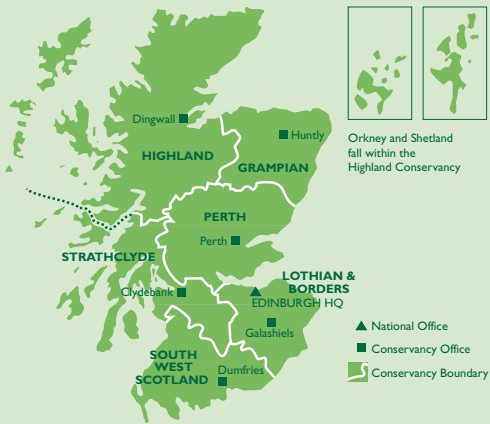 Dingwall
Huntly
HIGHLAND
GRAMPIAN
Orkney and Shetland
fall within the
Highland Conservancy
PERTH
Perth
STRATHCLYDE
LOTHIAN &
BORDERS
Clydebank
EDINBURGH HQ
Galashiels
SOUTH
WEST
SCOTLAND
Dumfries
National Office
Conservancy Office
Conservancy Boundary